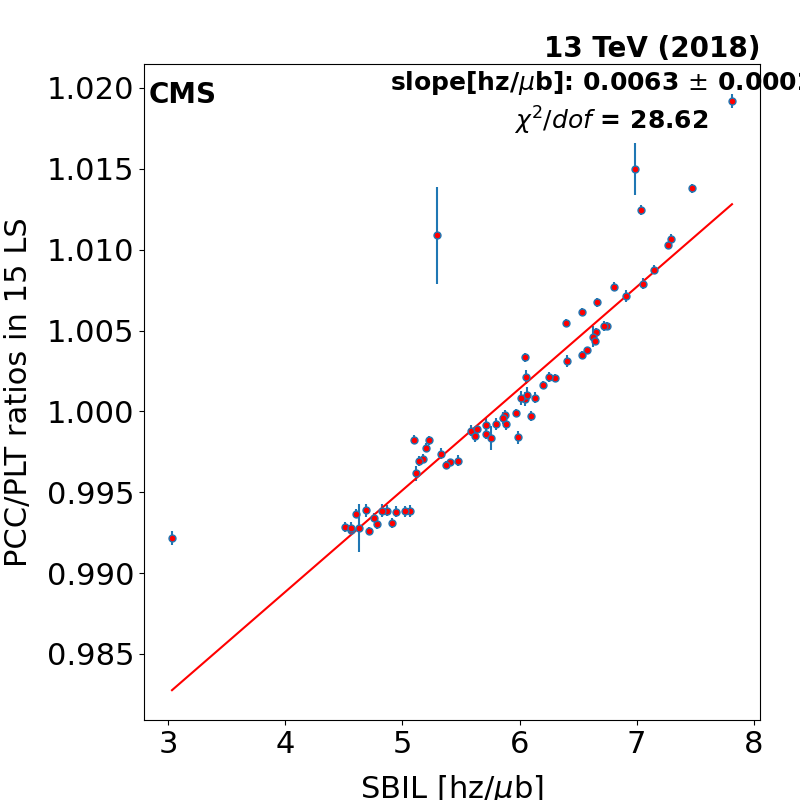 13 TeV (2018)
CMS
slope[hz/μb]: 0.0063 ± 0.000
χ²/dof = 28.62
PCC/PLT ratios in 15 LS
1.020
1.015
1.010
1.005
1.000
0.995
0.990
0.985
3 4 5 6 7 8
SBIL [hz/μb]